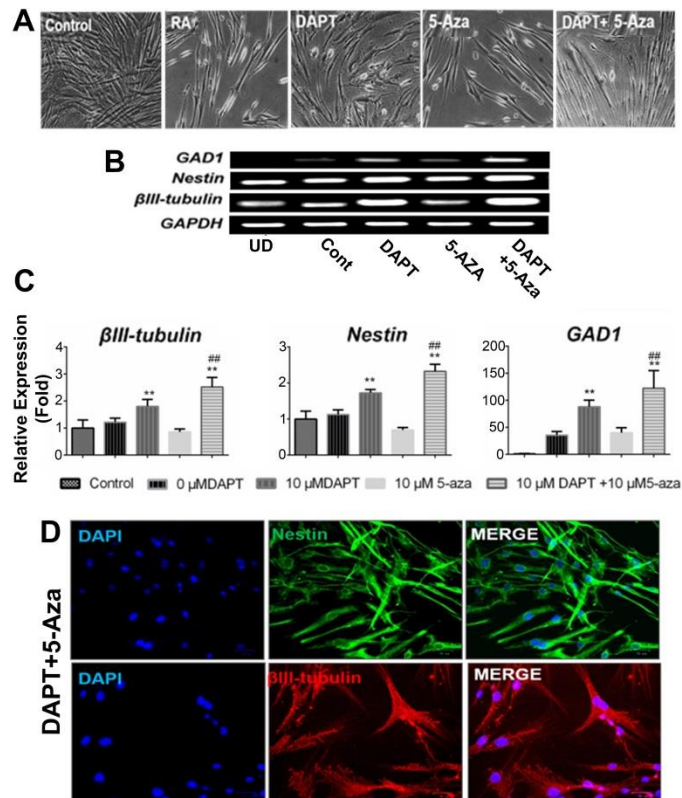 A
Control
RA
DAPT
5-Aza
DAPT+ 5-Aza
B
GAD1
Nestin
βIII-tubulin
GAPDH
UD
Cont
DAPT
5-AZA
DAPT
+5-Aza
C
βIII-tubulin
Nestin
GAD1
Relative Expression
(Fold)
4
3
2
1
0
**
##
**
3
2
1
0
**
##
**
200
150
100
50
0
**
##
**
Control
0 µMDAPT
10 µMDAPT
10 µM 5-aza
10 µM DAPT +10 µM5-aza
D
DAPT+5-Aza
DAPI
Nestin
MERGE
DAPI
βIII-tubulin
MERGE